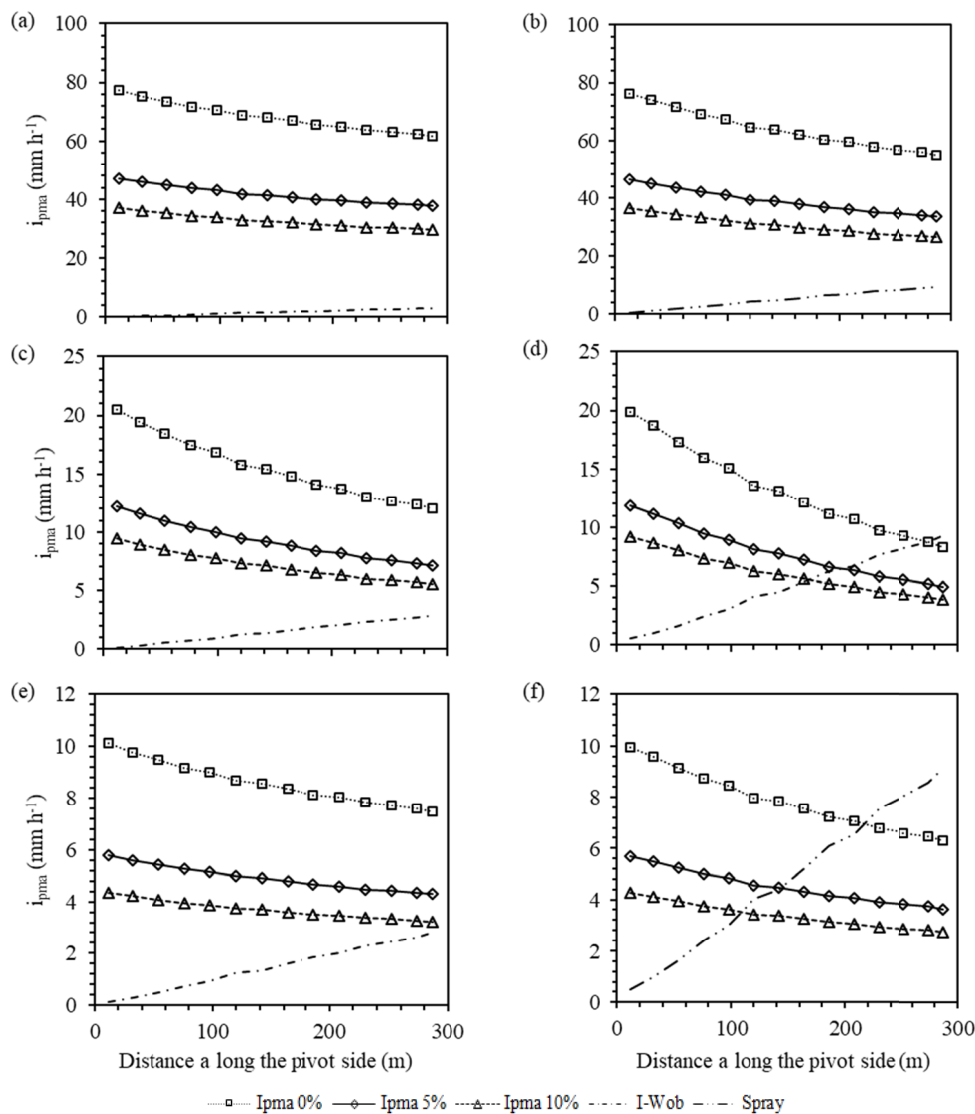 (a)
100
80
60
40
20
0
i_pma (mm h⁻¹)
(b)
100
80
60
40
20
0
(c)
25
20
15
10
5
0
i_pma (mm h⁻¹)
(d)
25
20
15
10
5
0
(e)
12
10
8
6
4
2
0
i_pma (mm h⁻¹)
0 100 200 300
Distance a long the pivot side (m)
(f)
12
10
8
6
4
2
0
0 100 200 300
Distance a long the pivot side (m)
Ipma 0% Ipma 5% Ipma 10% I-Wob Spray